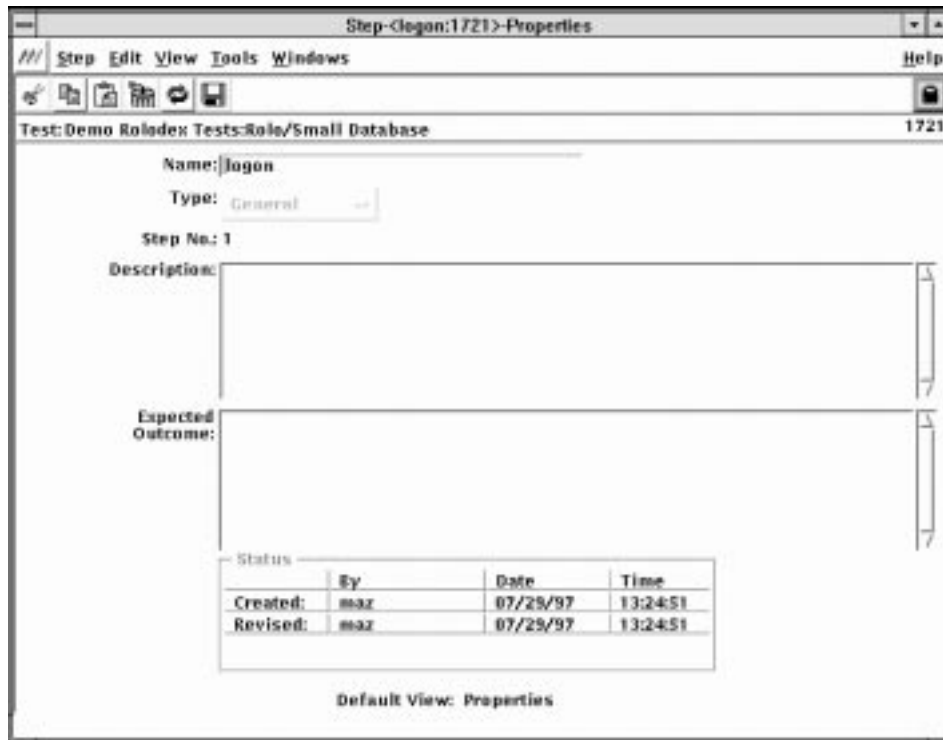 Step-<logon:1721>-Properties
Step Edit View Tools Windows Help
Test:Demo Rolodex Tests:Rolo/Small Database 1721
Name: logon
Type: General
Step No.: 1
Description:
Expected
Outcome:
Status
By Date Time
Created: maz 07/29/97 13:24:51
Revised: maz 07/29/97 13:24:51
Default View: Properties